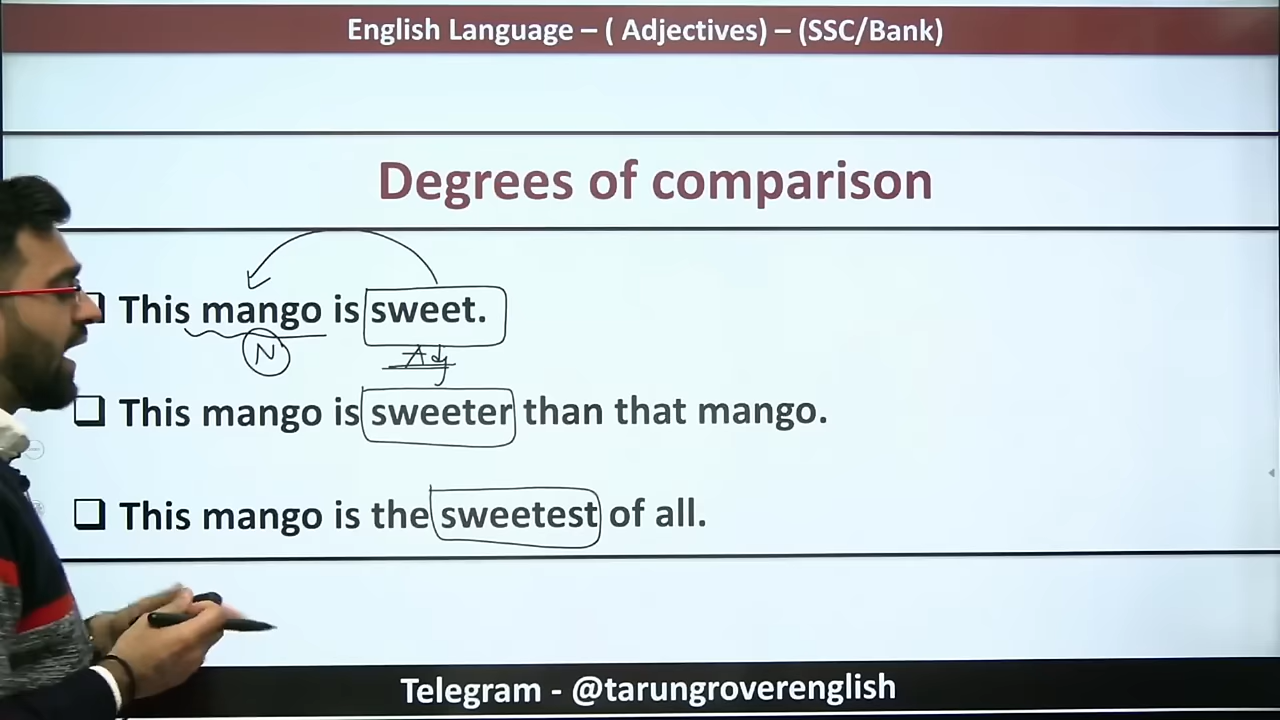 English Language – ( Adjectives) – (SSC/Bank)
Degrees of comparison
This mango is sweet.
N
Adj
This mango is sweeter than that mango.
This mango is the sweetest of all.
Telegram - @tarungroverenglish